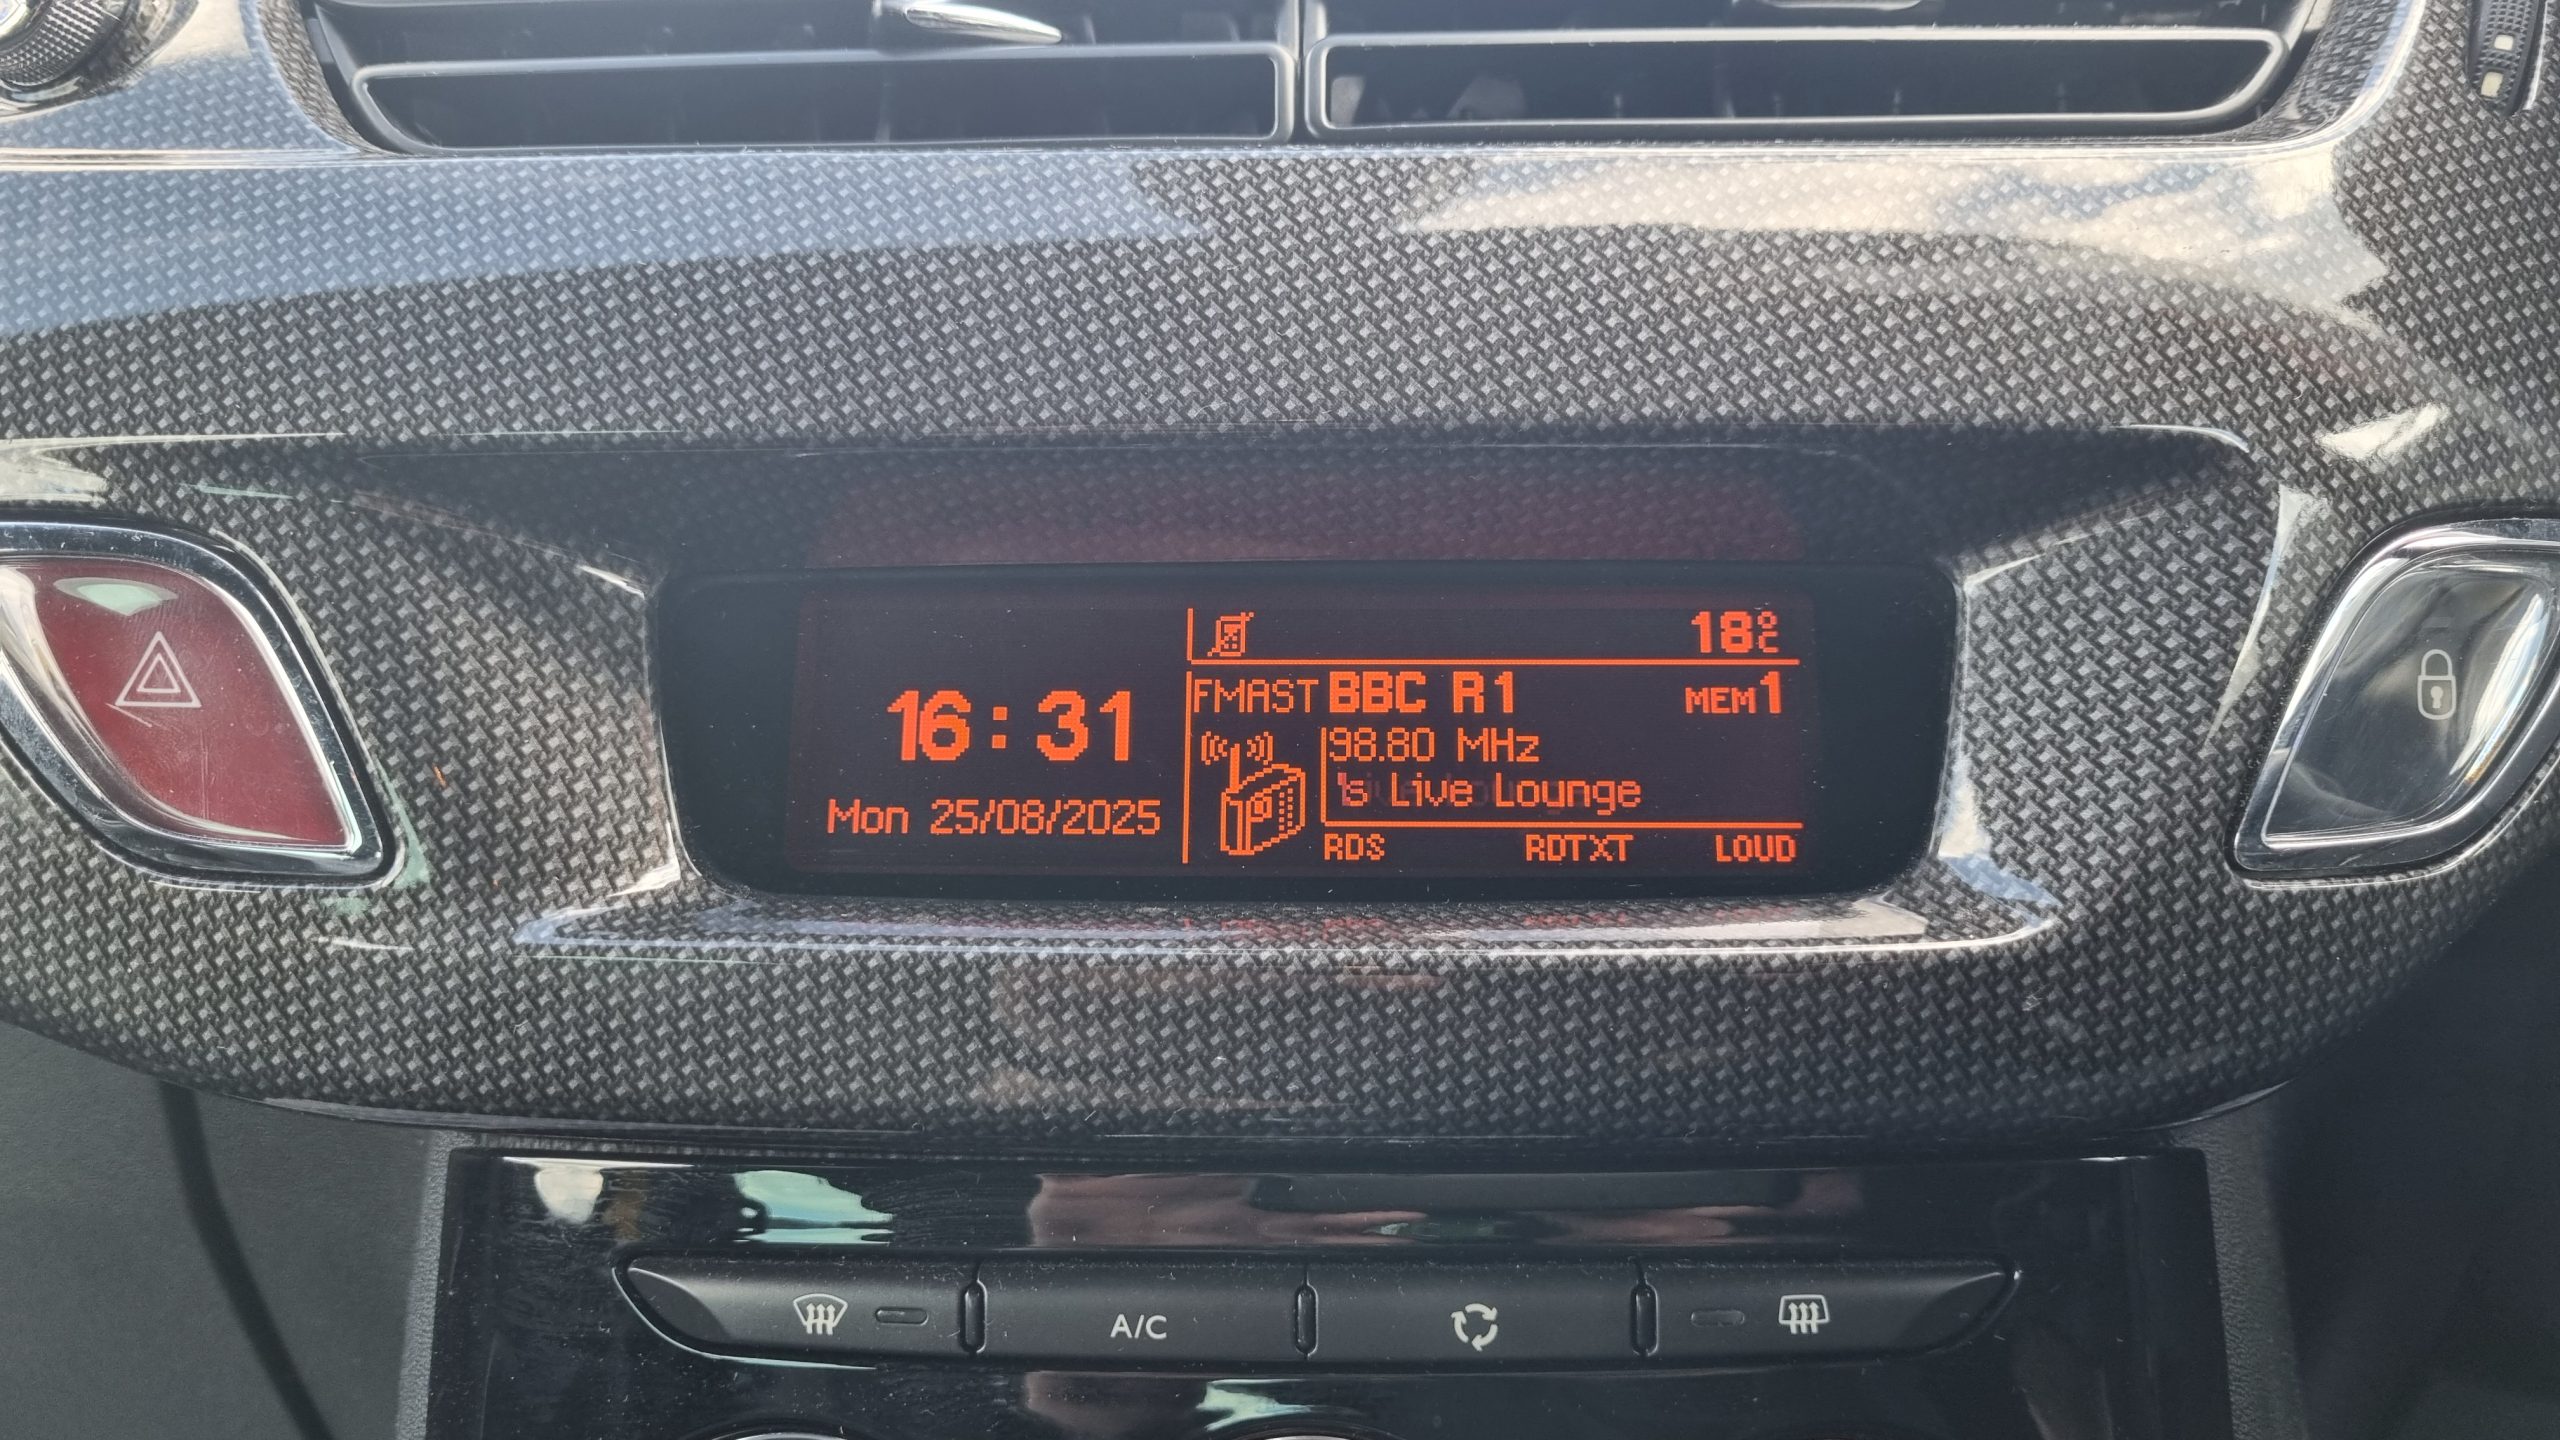 18°C
FMAST BBC R1 MEM1
16:31
98.80 MHz
's Live Lounge
Mon 25/08/2025
RDS RDTXT LOUD
A/C